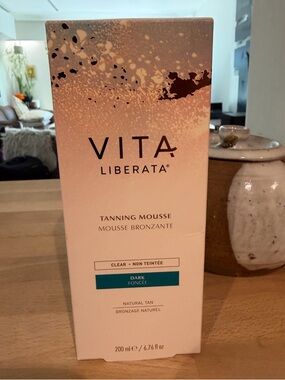 VITA
LIBERATA®
TANNING MOUSSE
MOUSSE BRONZANTE
CLEAR • NON TEINTÉE
DARK
FONCÉE
NATURAL TAN
BRONZAGE NATUREL
200 ml ℮ / 6.76 fl oz